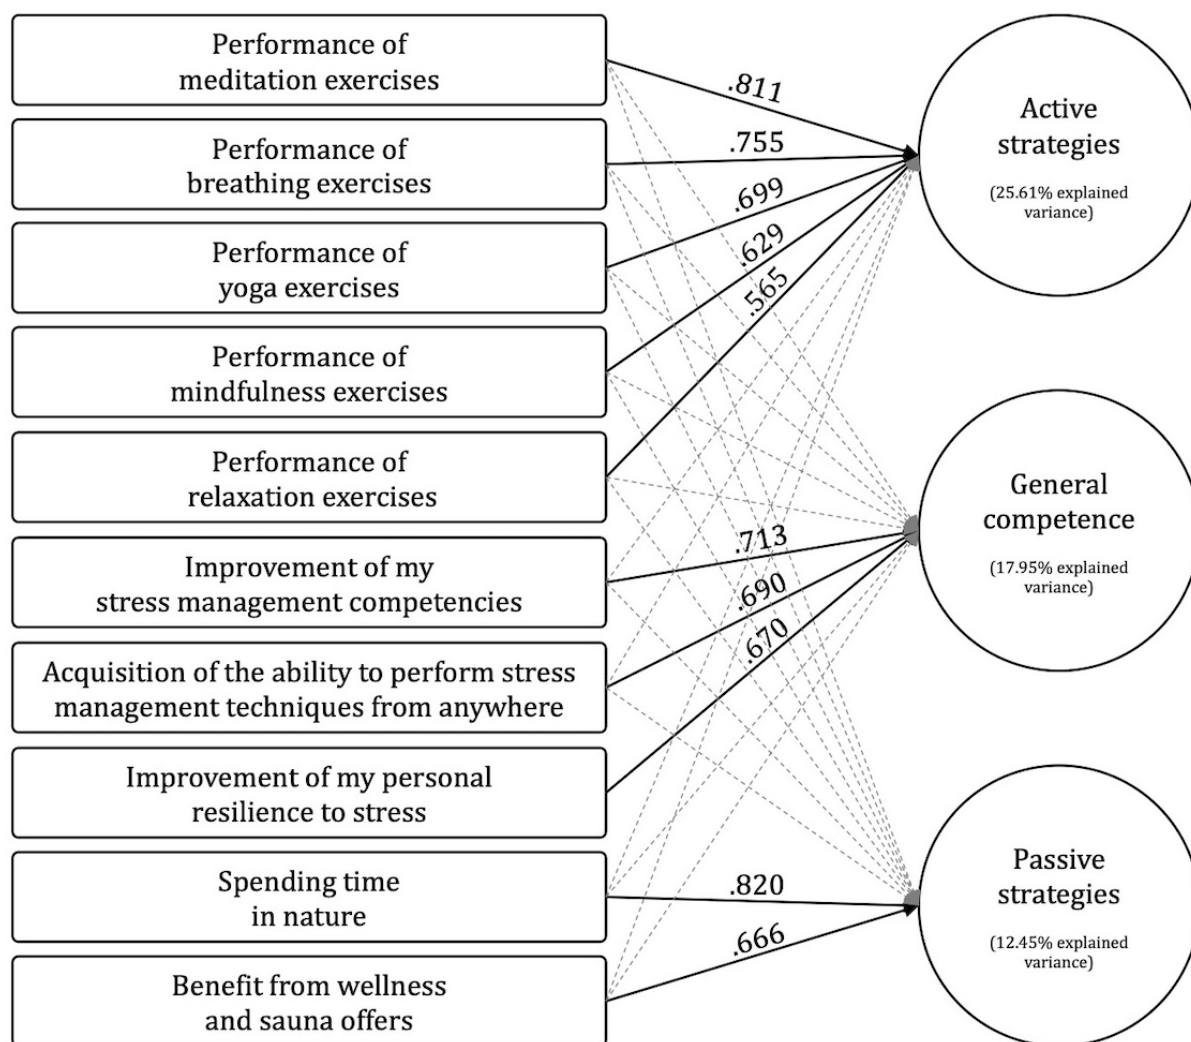 Performance of
meditation exercises
Performance of
breathing exercises
Performance of
yoga exercises
Performance of
mindfulness exercises
Performance of
relaxation exercises
Improvement of my
stress management competencies
Acquisition of the ability to perform stress
management techniques from anywhere
Improvement of my personal
resilience to stress
Spending time
in nature
Benefit from wellness
and sauna offers
.811
.755
.699
.629
.565
.713
.690
.670
.820
.666
Active
strategies
(25.61% explained
variance)
General
competence
(17.95% explained
variance)
Passive
strategies
(12.45% explained
variance)